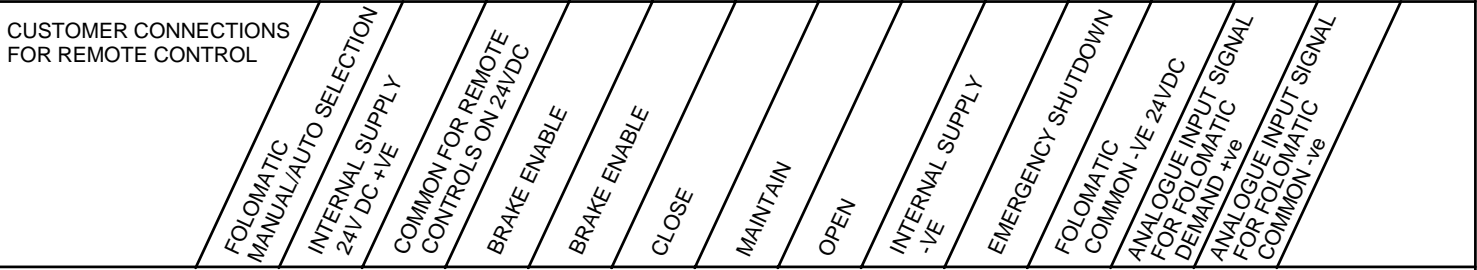 CUSTOMER CONNECTIONS
FOR REMOTE CONTROL
FOLOMATIC
MANUAL/AUTO SELECTION
INTERNAL SUPPLY
24V DC +VE
COMMON FOR REMOTE
CONTROLS ON 24VDC
BRAKE ENABLE
BRAKE ENABLE
CLOSE
MAINTAIN
OPEN
INTERNAL SUPPLY
-VE
EMERGENCY SHUTDOWN
FOLOMATIC
COMMON -VE 24VDC
ANALOGUE INPUT SIGNAL
FOR FOLOMATIC
DEMAND +ve
ANALOGUE INPUT SIGNAL
FOR FOLOMATIC
COMMON -ve